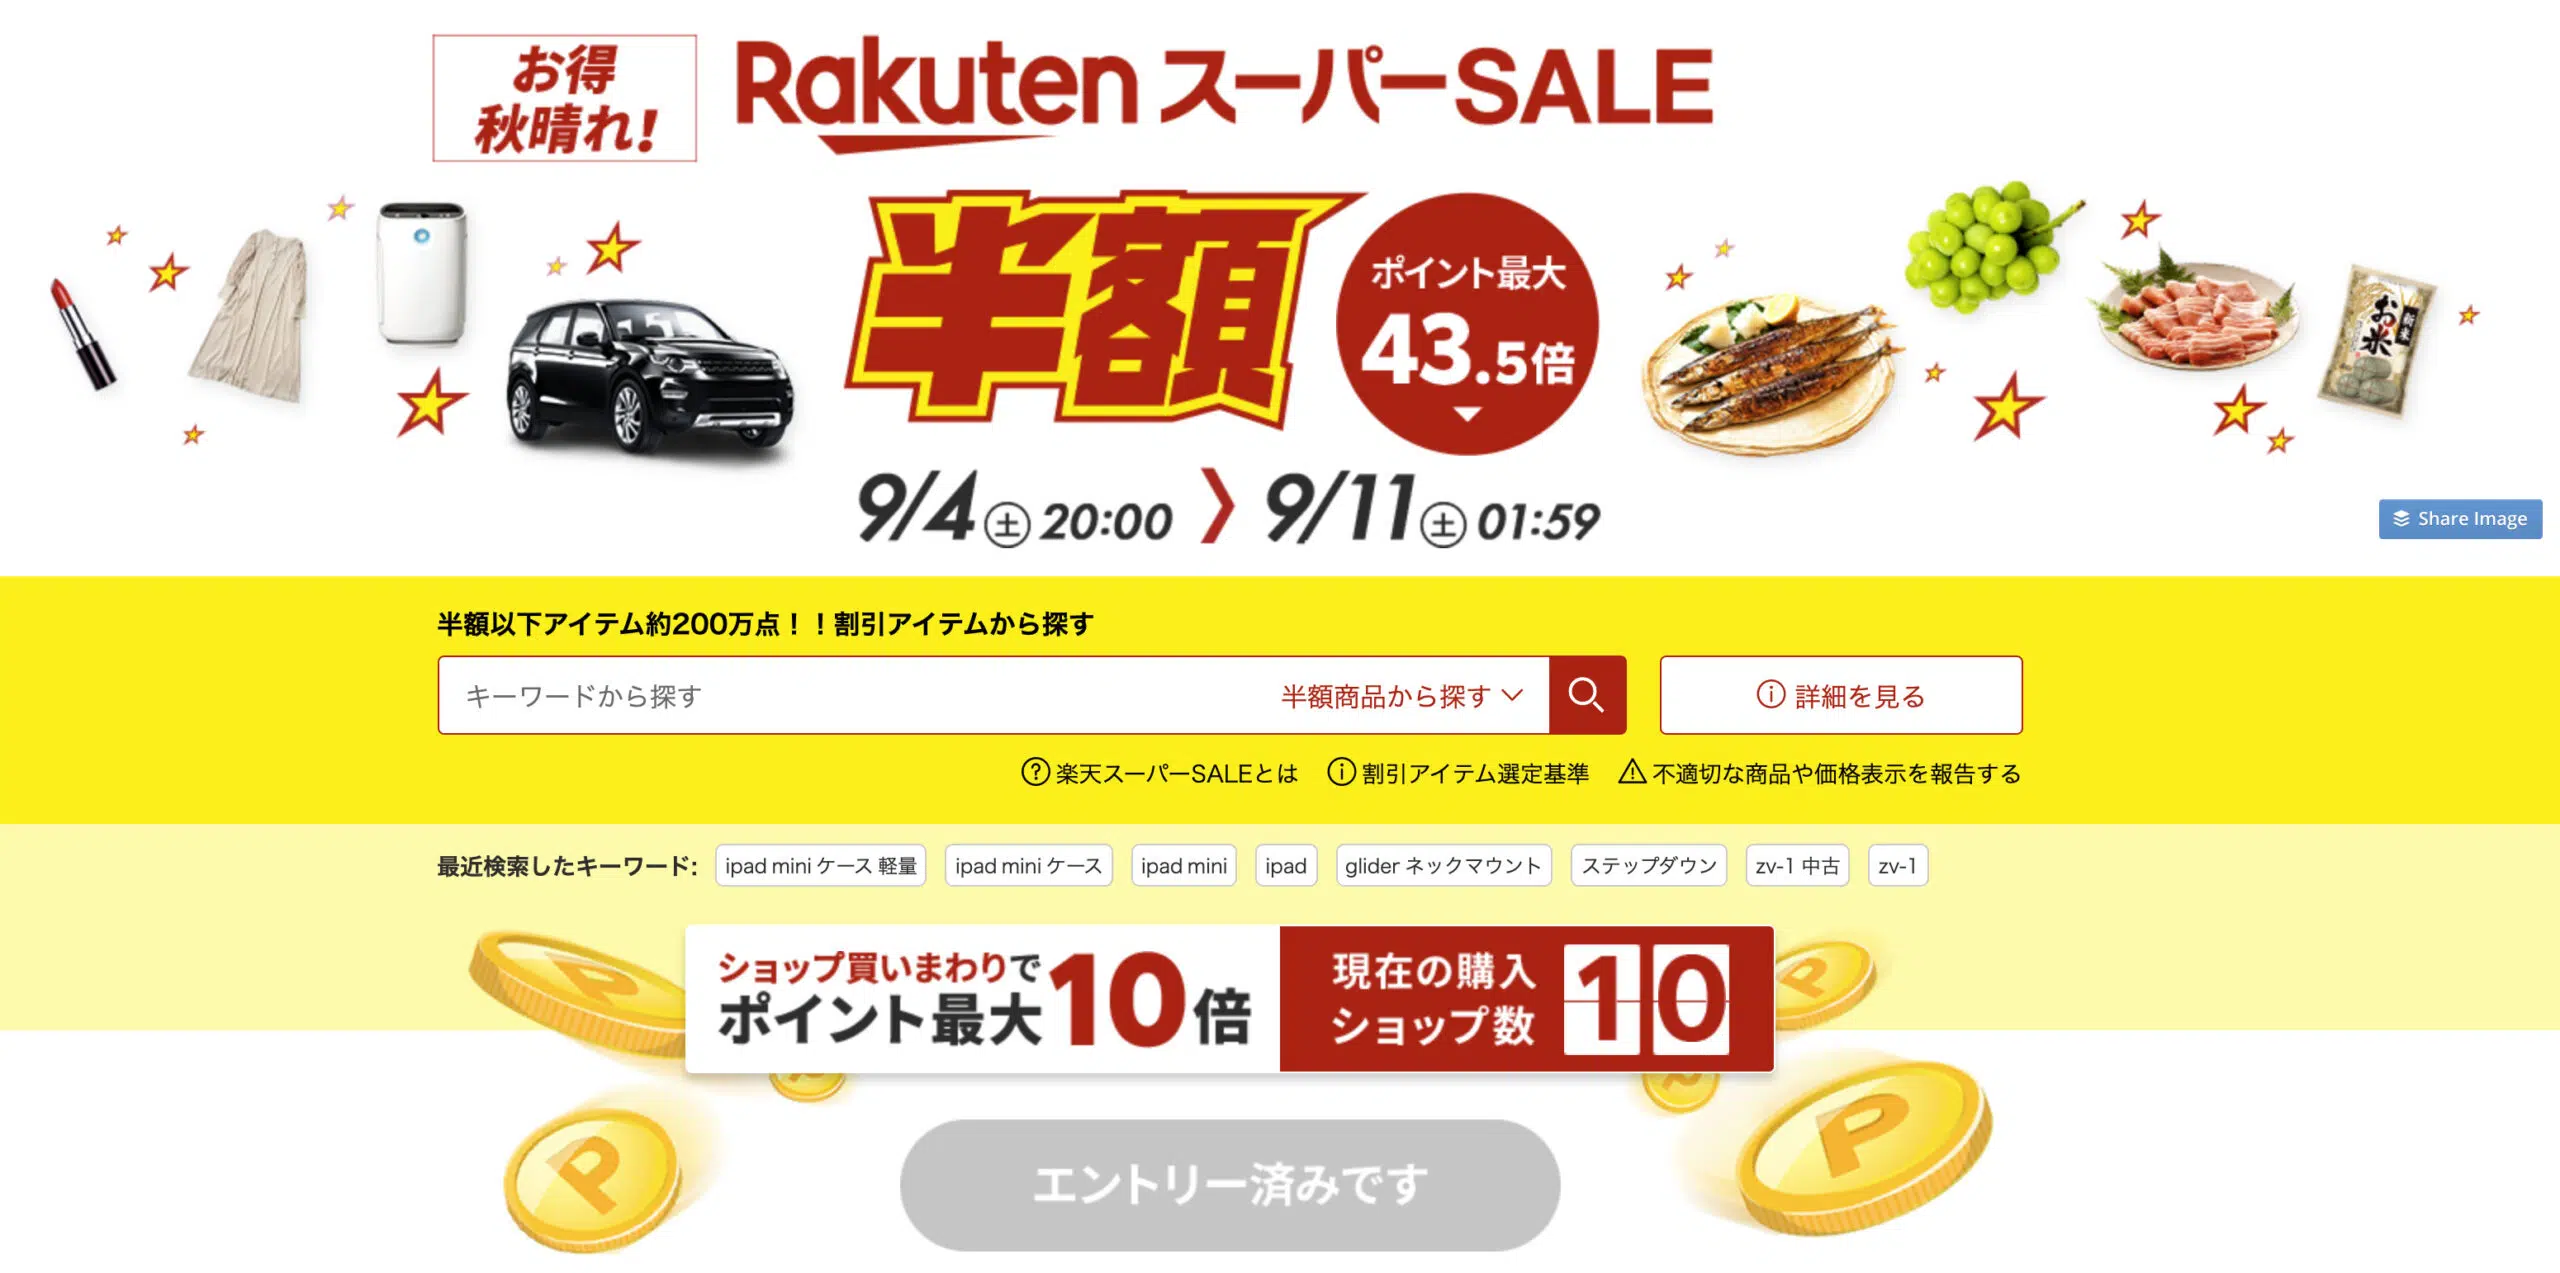 お得
秋晴れ!
Rakuten スーパーSALE
半額
ポイント最大
43.5倍
9/4(土) 20:00 > 9/11(土) 01:59
新米
お米
Share Image
半額以下アイテム約200万点！！割引アイテムから探す
キーワードから探す
半額商品から探す
詳細を見る
楽天スーパーSALEとは
割引アイテム選定基準
不適切な商品や価格表示を報告する
最近検索したキーワード:
ipad mini ケース 軽量
ipad mini ケース
ipad mini
ipad
glider ネックマウント
ステップダウン
zv-1 中古
zv-1
ショップ買いまわりで
ポイント最大10倍
現在の購入
ショップ数
10
P
P
P
P
エントリー済みです